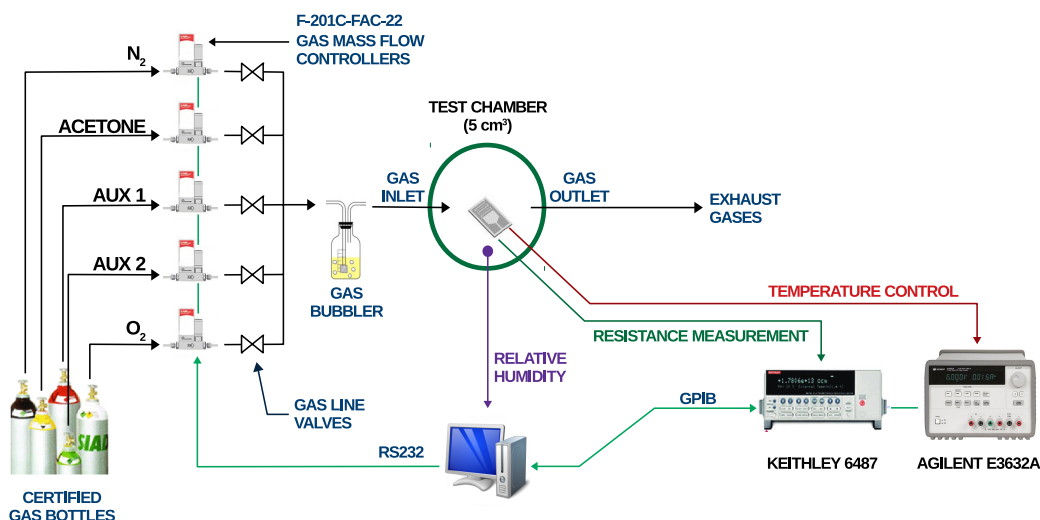 F-201C-FAC-22
GAS MASS FLOW
CONTROLLERS
N₂
ACETONE
AUX 1
AUX 2
O₂
TEST CHAMBER
(5 cm³)
GAS
INLET
GAS
OUTLET
EXHAUST
GASES
GAS
BUBBLER
TEMPERATURE CONTROL
RESISTANCE MEASUREMENT
RELATIVE
HUMIDITY
GAS LINE
VALVES
GPIB
RS232
SIAD
KEITHLEY 6487
AGILENT E3632A
CERTIFIED
GAS BOTTLES